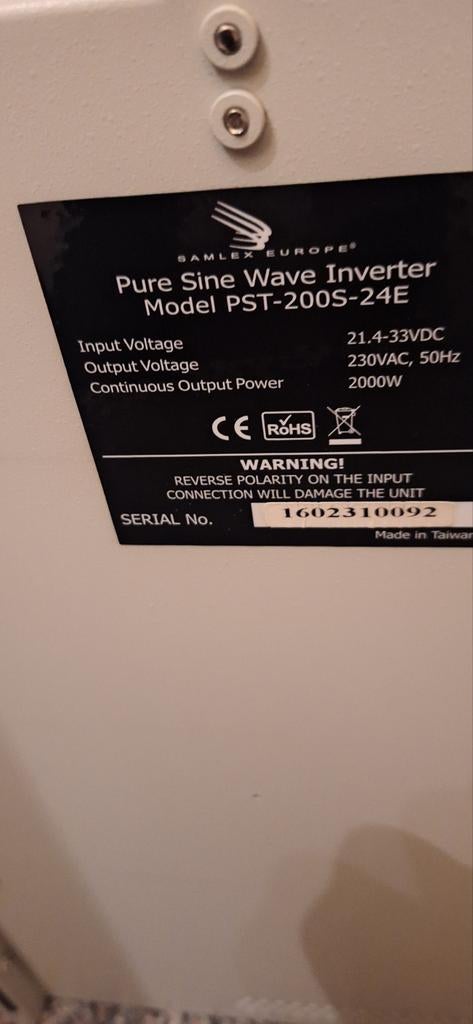 SAMLEX EUROPE®
Pure Sine Wave Inverter
Model PST-200S-24E
Input Voltage 21.4-33VDC
Output Voltage 230VAC, 50Hz
Continuous Output Power 2000W
CE RoHS
WARNING!
REVERSE POLARITY ON THE INPUT
CONNECTION WILL DAMAGE THE UNIT
SERIAL No. 1602310092
Made in Taiwan